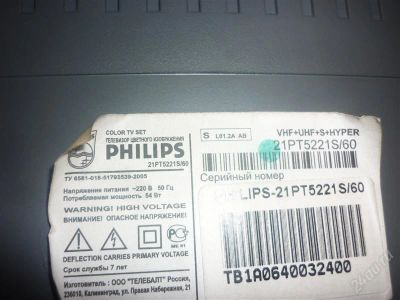 COLOR TV SET
ТЕЛЕВИЗОР ЦВЕТНОГО ИЗОБРАЖЕНИЯ
PHILIPS
21PT5221S/60
ТУ 6581-018-51793539-2005
Напряжение питания ~220 В 50 Гц
Потребляемая мощность 54 Вт
WARNING! HIGH VOLTAGE
ВНИМАНИЕ! ОПАСНОЕ НАПРЯЖЕНИЕ
DEFLECTION CARRIES PRIMARY VOLTAGE
Срок службы 7 лет
Изготовитель: ООО "ТЕЛЕБАЛТ" Россия,
236010, Калининград, ул. Правая Набережная, 21
S L01.2A AB
VHF+UHF+S+HYPER
21PT5221S/60
Серийный номер
LIPS-21PT5221S/60
TB1A0640032400